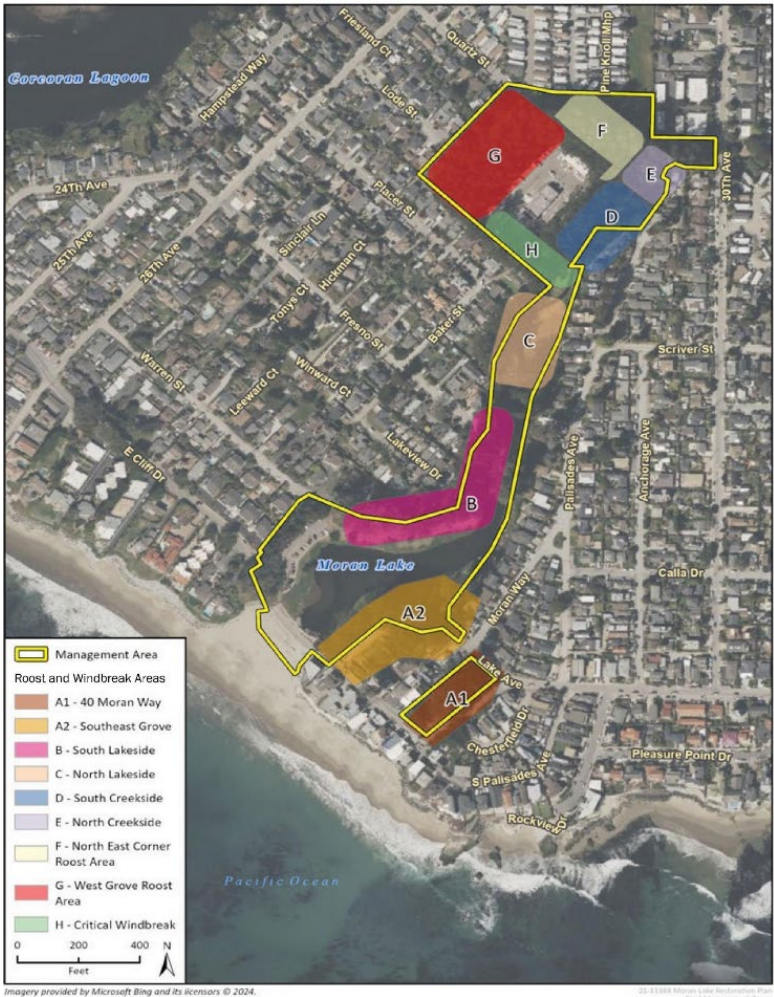 Corcoran Lagoon
Hampstead Way
Friesland Ct
Quartz St
Pine Knoll Mhp
Lode St
F
G
E
30Th Ave
24Th Ave
Placer St
D
25Th Ave
26Th Ave
Sinclair Ln
Hickman Ct
H
Tonys Ct
Fresno St
Baker St
C
Scriver St
Warren St
Leeward Ct
Winward Ct
Lakeview Dr
Palisades Ave
Anchorage Ave
E Cliff Dr
B
Moran Lake
Calla Dr
A2
Moran Way
Lake Ave
A1
Chesterfield Dr
S Palisades Ave
Pleasure Point Dr
Rockview Dr
Pacific Ocean
Management Area
Roost and Windbreak Areas
A1 - 40 Moran Way
A2 - Southeast Grove
B - South Lakeside
C - North Lakeside
D - South Creekside
E - North Creekside
F - North East Corner
Roost Area
G - West Grove Roost
Area
H - Critical Windbreak
0 200 400 N
Feet
Imagery provided by Microsoft Bing and its licensors © 2024.
Moran Lake Restoration Plan